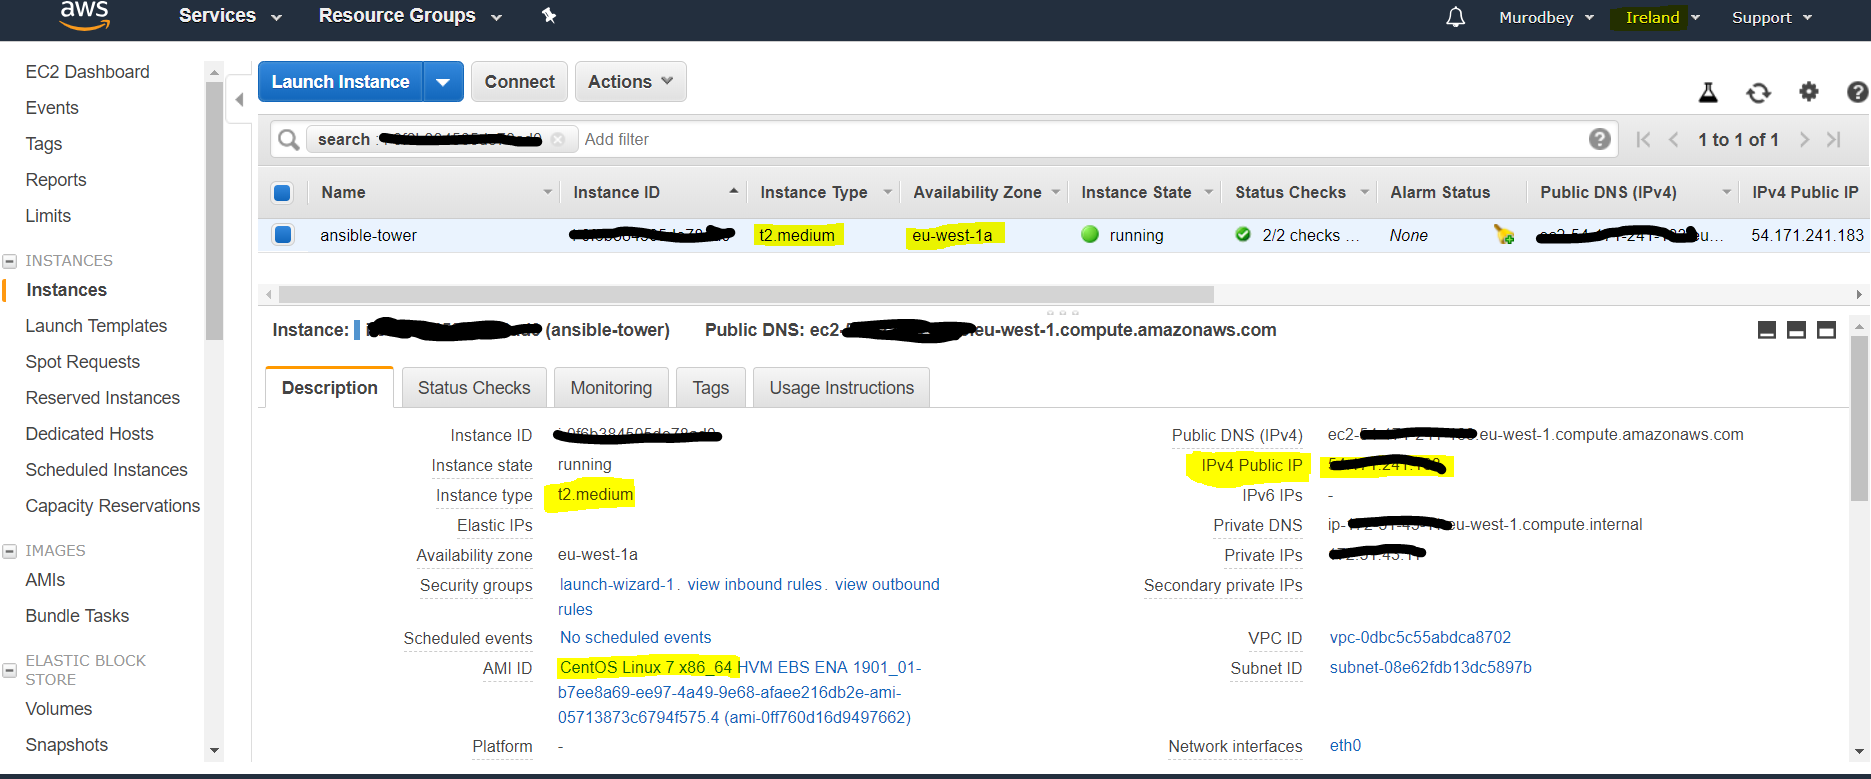 aws Services Resource Groups Murodbey Ireland Support
EC2 Dashboard
Events
Tags
Reports
Limits
INSTANCES
Instances
Launch Templates
Spot Requests
Reserved Instances
Dedicated Hosts
Scheduled Instances
Capacity Reservations
IMAGES
AMIs
Bundle Tasks
ELASTIC BLOCK
STORE
Volumes
Snapshots
Launch Instance Connect Actions
search : Add filter 1 to 1 of 1
Name Instance ID Instance Type Availability Zone Instance State Status Checks Alarm Status Public DNS (IPv4) IPv4 Public IP
ansible-tower t2.medium eu-west-1a running 2/2 checks ... None eu... 54.171.241.183
Instance: (ansible-tower) Public DNS: ec2- .eu-west-1.compute.amazonaws.com
Description Status Checks Monitoring Tags Usage Instructions
Instance ID
Instance state running
Instance type t2.medium
Elastic IPs
Availability zone eu-west-1a
Security groups launch-wizard-1. view inbound rules. view outbound
rules
Scheduled events No scheduled events
AMI ID CentOS Linux 7 x86_64 HVM EBS ENA 1901_01-
b7ee8a69-ee97-4a49-9e68-afaee216db2e-ami-
05713873c6794f575.4 (ami-0ff760d16d9497662)
Platform -
Public DNS (IPv4) ec2- .eu-west-1.compute.amazonaws.com
IPv4 Public IP
IPv6 IPs -
Private DNS ip- eu-west-1.compute.internal
Private IPs
Secondary private IPs
VPC ID vpc-0dbc5c55abdca8702
Subnet ID subnet-08e62fdb13dc5897b
Network interfaces eth0